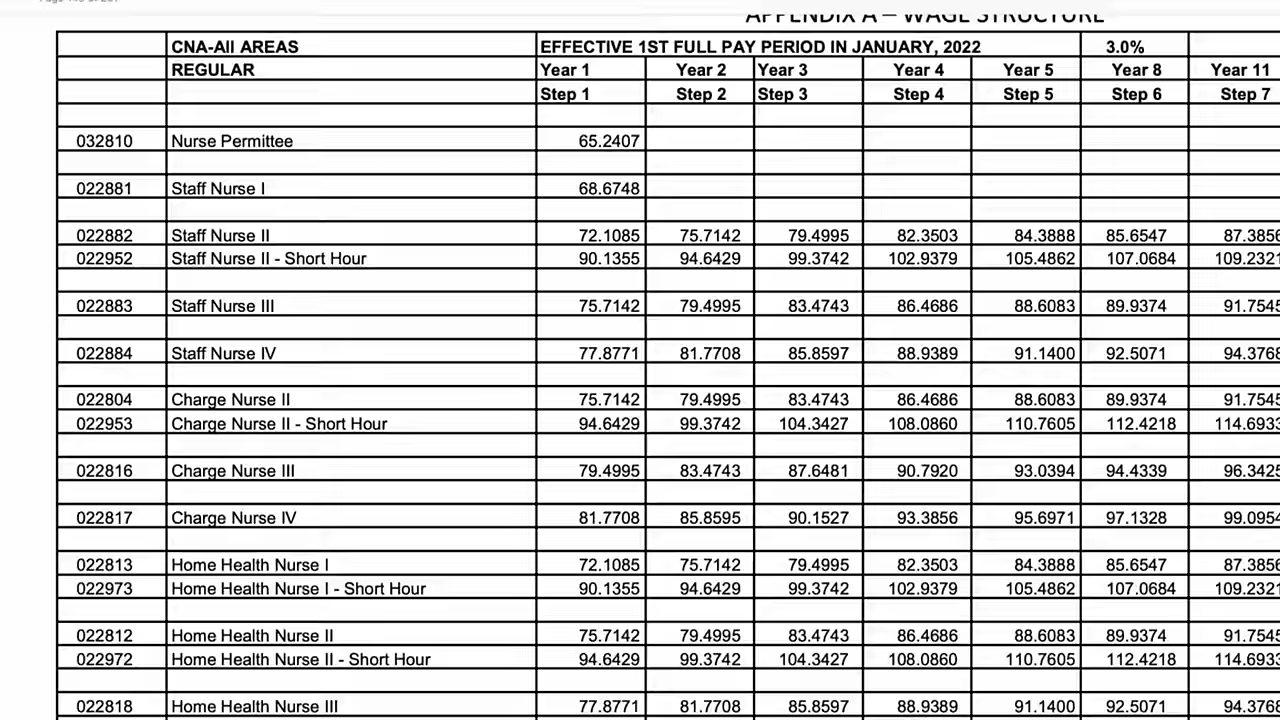 APPENDIX A – WAGE STRUCTURE
CNA-All AREAS EFFECTIVE 1ST FULL PAY PERIOD IN JANUARY, 2022 3.0%
REGULAR Year 1 Year 2 Year 3 Year 4 Year 5 Year 8 Year 11
Step 1 Step 2 Step 3 Step 4 Step 5 Step 6 Step 7
032810 Nurse Permittee 65.2407
022881 Staff Nurse I 68.6748
022882 Staff Nurse II 72.1085 75.7142 79.4995 82.3503 84.3888 85.6547 87.3856
022952 Staff Nurse II - Short Hour 90.1355 94.6429 99.3742 102.9379 105.4862 107.0684 109.2321
022883 Staff Nurse III 75.7142 79.4995 83.4743 86.4686 88.6083 89.9374 91.7545
022884 Staff Nurse IV 77.8771 81.7708 85.8597 88.9389 91.1400 92.5071 94.3768
022804 Charge Nurse II 75.7142 79.4995 83.4743 86.4686 88.6083 89.9374 91.7545
022953 Charge Nurse II - Short Hour 94.6429 99.3742 104.3427 108.0860 110.7605 112.4218 114.6933
022816 Charge Nurse III 79.4995 83.4743 87.6481 90.7920 93.0394 94.4339 96.3425
022817 Charge Nurse IV 81.7708 85.8595 90.1527 93.3856 95.6971 97.1328 99.0954
022813 Home Health Nurse I 72.1085 75.7142 79.4995 82.3503 84.3888 85.6547 87.3856
022973 Home Health Nurse I - Short Hour 90.1355 94.6429 99.3742 102.9379 105.4862 107.0684 109.2321
022812 Home Health Nurse II 75.7142 79.4995 83.4743 86.4686 88.6083 89.9374 91.7545
022972 Home Health Nurse II - Short Hour 94.6429 99.3742 104.3427 108.0860 110.7605 112.4218 114.6933
022818 Home Health Nurse III 77.8771 81.7708 85.8597 88.9389 91.1400 92.5071 94.3768